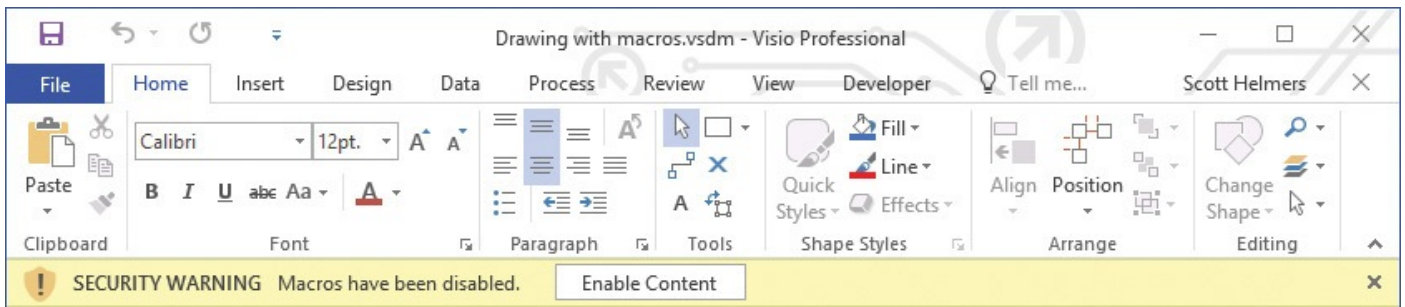 Drawing with macros.vsdm - Visio Professional
File Home Insert Design Data Process Review View Developer Tell me... Scott Helmers
Calibri 12pt. A A A Fill
Line
Paste B I U abc Aa A A Quick Styles Effects Align Position Change Shape
Clipboard Font Paragraph Tools Shape Styles Arrange Editing
! SECURITY WARNING Macros have been disabled. Enable Content